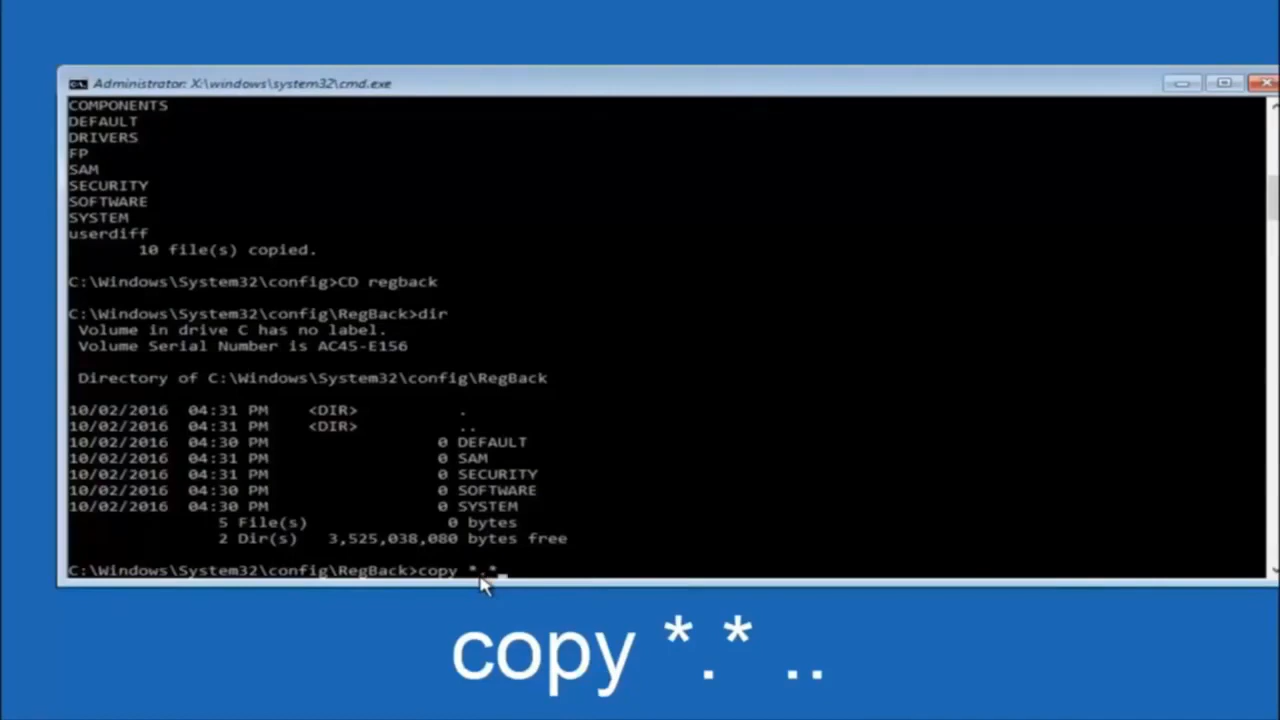 Administrator: X:\windows\system32\cmd.exe
COMPONENTS
DEFAULT
DRIVERS
FP
SAM
SECURITY
SOFTWARE
SYSTEM
userdiff
10 file(s) copied.
C:\Windows\System32\config>CD regback
C:\Windows\System32\config\RegBack>dir
Volume in drive C has no label.
Volume Serial Number is AC45-E156
Directory of C:\Windows\System32\config\RegBack
10/02/2016 04:31 PM <DIR> .
10/02/2016 04:31 PM <DIR> ..
10/02/2016 04:30 PM 0 DEFAULT
10/02/2016 04:31 PM 0 SAM
10/02/2016 04:31 PM 0 SECURITY
10/02/2016 04:30 PM 0 SOFTWARE
10/02/2016 04:30 PM 0 SYSTEM
5 File(s) 0 bytes
2 Dir(s) 3,525,038,080 bytes free
C:\Windows\System32\config\RegBack>copy *.*_
copy *.* ..